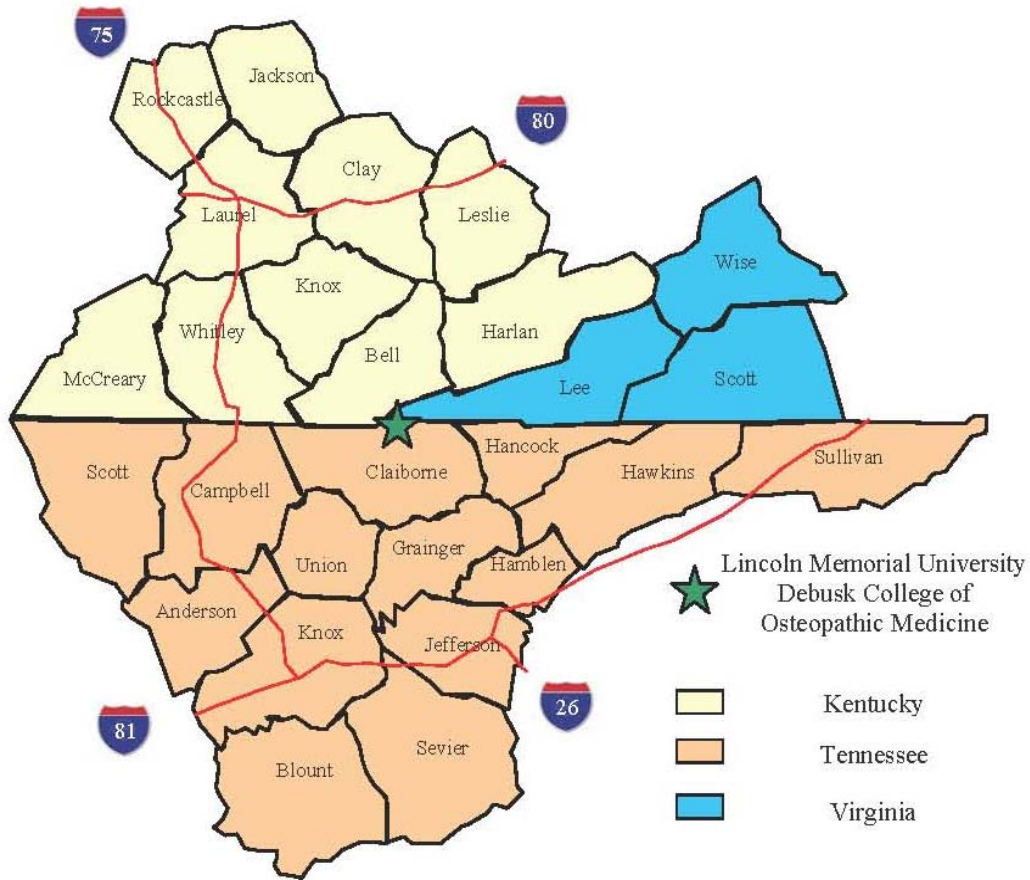 75
Jackson
Rockcastle
80
Clay
Laurel
Leslie
Wise
Knox
Whitley
Harlan
Bell
McCreary
Lee
Scott
Hancock
Scott
Claiborne
Hawkins
Sullivan
Campbell
Grainger
Union
Hamblen
Lincoln Memorial University
Debusk College of
Osteopathic Medicine
Anderson
Knox
Jefferson
81
26
Kentucky
Sevier
Tennessee
Blount
Virginia